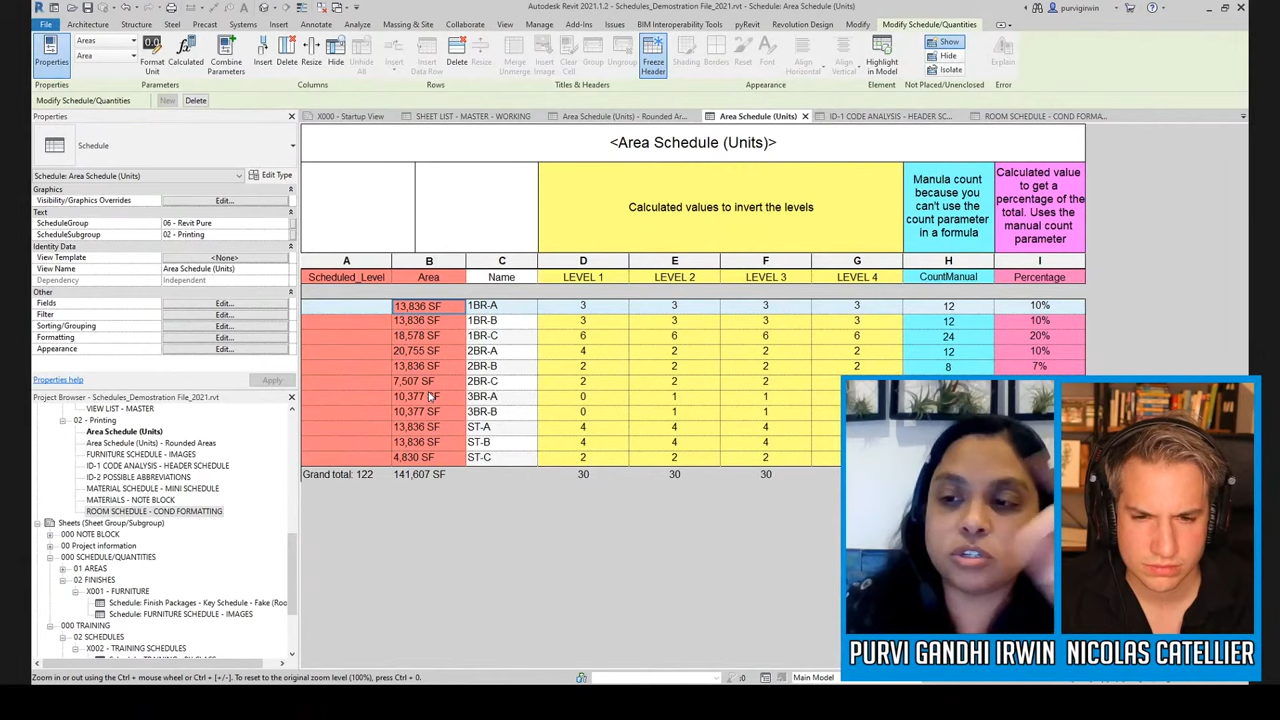 Autodesk Revit 2021.1.2 - Schedules_Demostration File_2021.rvt - Schedule: Area Schedule (Units)
purvigirwin
File Architecture Structure Steel Precast Systems Insert Annotate Analyze Massing & Site Collaborate View Manage Add-Ins Issues BIM Interoperability Tools pyRevit Revolution Design Modify Modify Schedule/Quantities
Properties
Areas
Area
Format Unit
Calculated
Combine Parameters
Insert Delete Resize Hide Unhide All
Insert Insert Data Row Delete Resize
Merge Unmerge Insert Image Clear Cell Group Ungroup Freeze Header
Shading Borders Reset Font Align Horizontal Align Vertical
Highlight in Model
Show
Hide
Isolate
Explain
Properties Parameters Columns Rows Titles & Headers Appearance Element Not Placed/Unenclosed Error
Modify Schedule/Quantities New Delete
Properties
Schedule
Schedule: Area Schedule (Units) Edit Type
Graphics
Visibility/Graphics Overrides Edit...
Text
ScheduleGroup 06 - Revit Pure
ScheduleSubgroup 02 - Printing
Identity Data
View Template <None>
View Name Area Schedule (Units)
Dependency Independent
Other
Fields Edit...
Filter Edit...
Sorting/Grouping Edit...
Formatting Edit...
Appearance Edit...
Properties help Apply
Project Browser - Schedules_Demostration File_2021.rvt
VIEW LIST - MASTER
02 - Printing
Area Schedule (Units)
Area Schedule (Units) - Rounded Areas
FURNITURE SCHEDULE - IMAGES
ID-1 CODE ANALYSIS - HEADER SCHEDULE
ID-2 POSSIBLE ABBREVIATIONS
MATERIAL SCHEDULE - MINI SCHEDULE
MATERIALS - NOTE BLOCK
ROOM SCHEDULE - COND FORMATTING
Sheets (Sheet Group/Subgroup)
000 NOTE BLOCK
00 Project information
000 SCHEDULE/QUANTITIES
01 AREAS
02 FINISHES
X001 - FURNITURE
Schedule: Finish Packages - Key Schedule - Fake (Roo
Schedule: FURNITURE SCHEDULE - IMAGES
000 TRAINING
02 SCHEDULES
X002 - TRAINING SCHEDULES
X000 - Startup View SHEET LIST - MASTER - WORKING Area Schedule (Units) - Rounded Ar... Area Schedule (Units) ID-1 CODE ANALYSIS - HEADER SC... ROOM SCHEDULE - COND FORMA...
<Area Schedule (Units)>
Calculated values to invert the levels
Manula count because you can't use the count parameter in a formula
Calculated value to get a percentage of the total. Uses the manual count parameter
A B C D E F G H I
Scheduled_Level Area Name LEVEL 1 LEVEL 2 LEVEL 3 LEVEL 4 CountManual Percentage
13,836 SF 1BR-A 3 3 3 3 12 10%
13,836 SF 1BR-B 3 3 3 3 12 10%
18,578 SF 1BR-C 6 6 6 6 24 20%
20,755 SF 2BR-A 4 2 2 2 12 10%
13,836 SF 2BR-B 2 2 2 2 8 7%
7,507 SF 2BR-C 2 2 2
10,377 SF 3BR-A 0 1 1
10,377 SF 3BR-B 0 1 1
13,836 SF ST-A 4 4 4
13,836 SF ST-B 4 4 4
4,830 SF ST-C 2 2 2
Grand total: 122 141,607 SF 30 30 30
PURVI GANDHI IRWIN NICOLAS CATELLIER
Zoom in or out using the Ctrl + mouse wheel or Ctrl + [+/-]. To reset to the original zoom level (100%), press Ctrl + 0.
:0 Main Model